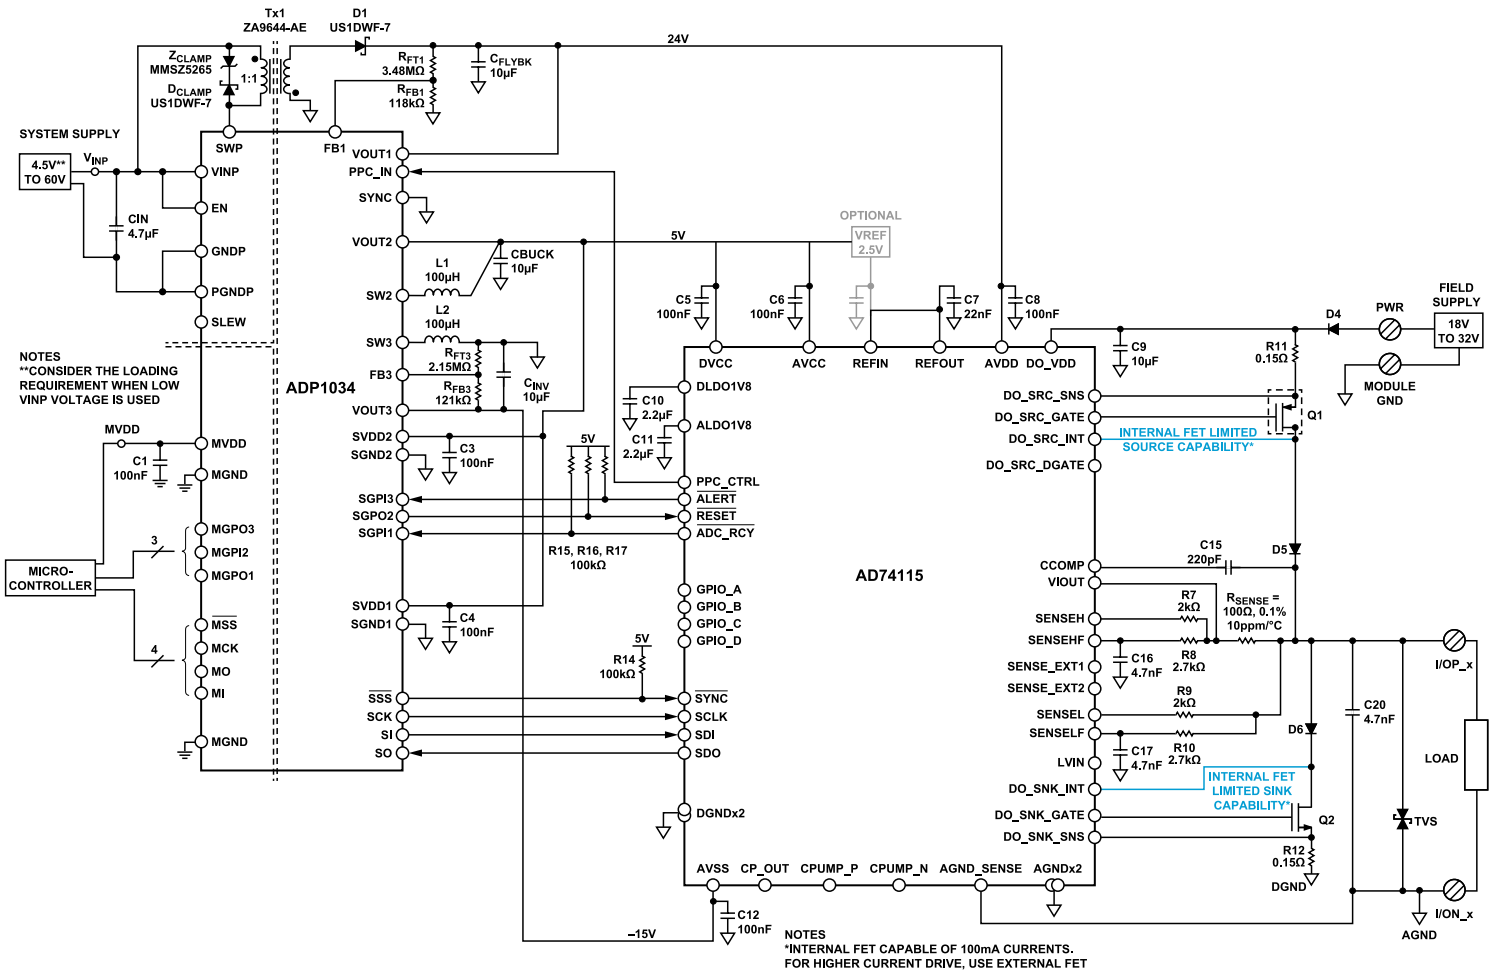 Tx1
ZA9644-AE
D1
US1DWF-7
ZCLAMP
MMSZ5265
DCLAMP
US1DWF-7
1:1
RFT1
3.48MΩ
RFB1
118kΩ
CFLYBK
10µF
24V
SYSTEM SUPPLY
4.5V**
TO 60V
VINP
CIN
4.7µF
SWP
FB1
VINP
EN
GNDP
PGNDP
SLEW
VOUT1
PPC_IN
SYNC
VOUT2
SW2
SW3
FB3
VOUT3
SVDD2
SGND2
SGPI3
SGPO2
SGPI1
SVDD1
SGND1
SSS
SCK
SI
SO
ADP1034
NOTES
**CONSIDER THE LOADING
REQUIREMENT WHEN LOW
VINP VOLTAGE IS USED
MVDD
C1
100nF
MVDD
MGND
MGPO3
MGPI2
MGPO1
MSS
MCK
MO
MI
MGND
3
4
MICRO-
CONTROLLER
L1
100µH
L2
100µH
CBUCK
10µF
RFT3
2.15MΩ
RFB3
121kΩ
CINV
10µF
C3
100nF
C4
100nF
5V
5V
R15, R16, R17
100kΩ
5V
R14
100kΩ
–15V
C12
100nF
OPTIONAL
VREF
2.5V
C5
100nF
C6
100nF
C7
22nF
C8
100nF
C9
10µF
C10
2.2µF
C11
2.2µF
DVCC
AVCC
REFIN
REFOUT
AVDD
DO_VDD
DLDO1V8
ALDO1V8
PPC_CTRL
ALERT
RESET
ADC_RCY
GPIO_A
GPIO_B
GPIO_C
GPIO_D
SYNC
SCLK
SDI
SDO
DGNDx2
AD74115
AVSS
CP_OUT
CPUMP_P
CPUMP_N
AGND_SENSE
AGNDx2
DO_SRC_SNS
DO_SRC_GATE
DO_SRC_INT
DO_SRC_DGATE
CCOMP
VIOUT
SENSEH
SENSEHF
SENSE_EXT1
SENSE_EXT2
SENSEL
SENSELF
LVIN
DO_SNK_INT
DO_SNK_GATE
DO_SNK_SNS
D4
PWR
FIELD
SUPPLY
18V
TO 32V
MODULE
GND
R11
0.15Ω
Q1
INTERNAL FET LIMITED
SOURCE CAPABILITY*
C15
220pF
D5
R7
2kΩ
RSENSE =
100Ω, 0.1%
10ppm/°C
C16
4.7nF
R8
2.7kΩ
R9
2kΩ
C17
4.7nF
R10
2.7kΩ
D6
C20
4.7nF
I/OP_x
LOAD
INTERNAL FET
LIMITED SINK
CAPABILITY*
Q2
TVS
R12
0.15Ω
DGND
I/ON_x
AGND
NOTES
*INTERNAL FET CAPABLE OF 100mA CURRENTS.
FOR HIGHER CURRENT DRIVE, USE EXTERNAL FET